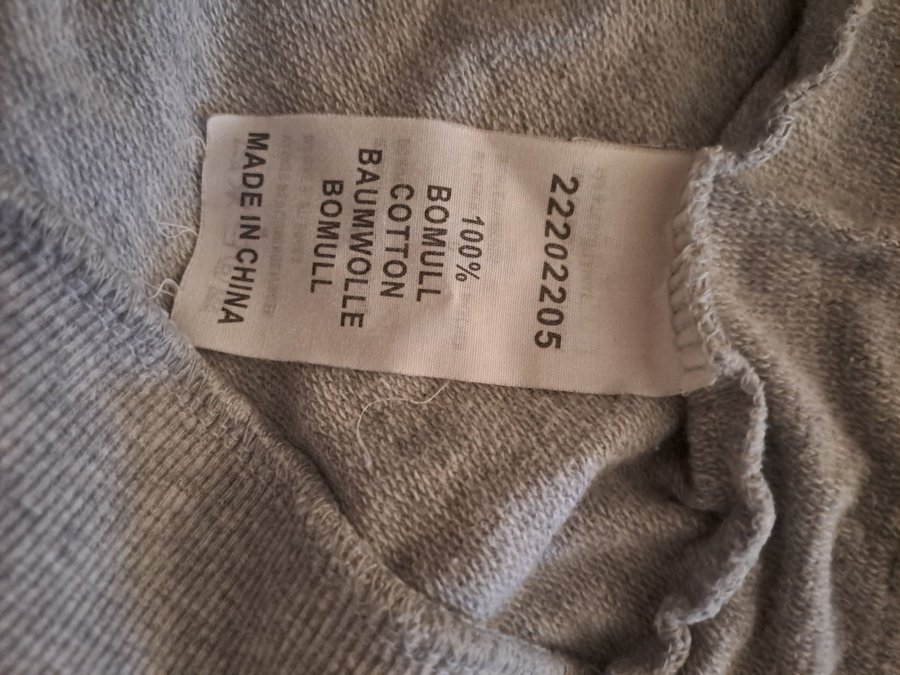 22202205
100%
BOMULL
COTTON
BAUMWOLLE
BOMULL
MADE IN CHINA